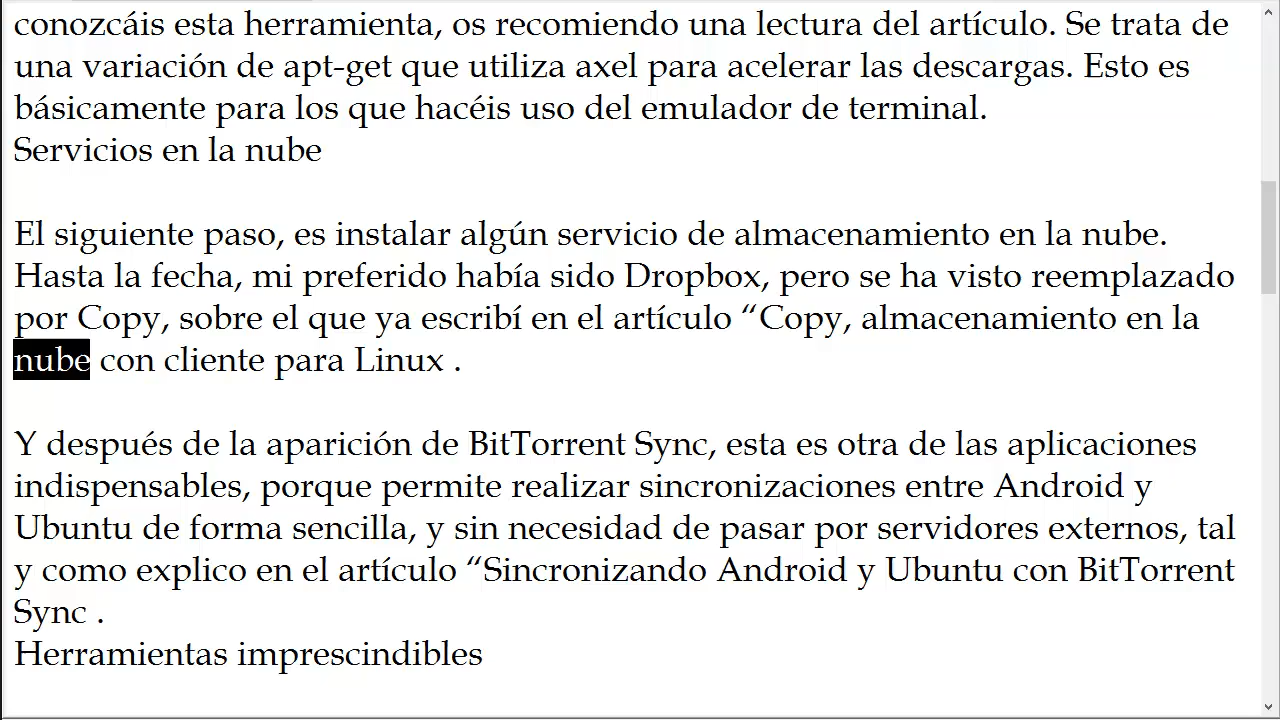 conozcáis esta herramienta, os recomiendo una lectura del artículo. Se trata de
una variación de apt-get que utiliza axel para acelerar las descargas. Esto es
básicamente para los que hacéis uso del emulador de terminal.
Servicios en la nube
El siguiente paso, es instalar algún servicio de almacenamiento en la nube.
Hasta la fecha, mi preferido había sido Dropbox, pero se ha visto reemplazado
por Copy, sobre el que ya escribí en el artículo “Copy, almacenamiento en la
nube con cliente para Linux .
Y después de la aparición de BitTorrent Sync, esta es otra de las aplicaciones
indispensables, porque permite realizar sincronizaciones entre Android y
Ubuntu de forma sencilla, y sin necesidad de pasar por servidores externos, tal
y como explico en el artículo “Sincronizando Android y Ubuntu con BitTorrent
Sync .
Herramientas imprescindibles